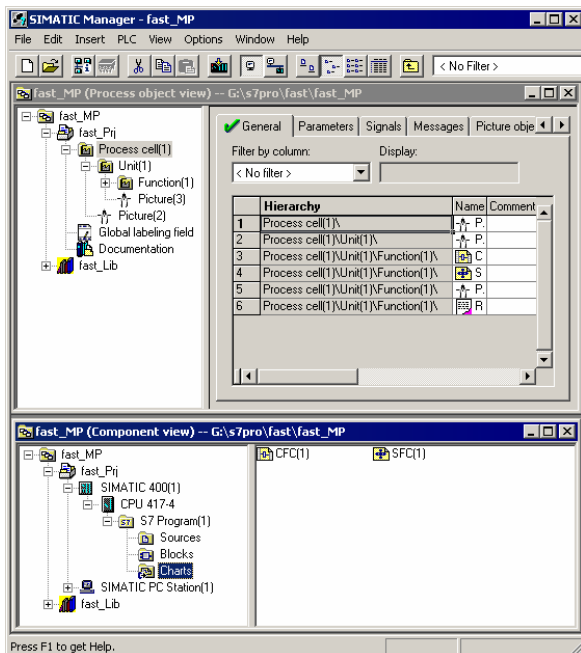 SIMATIC Manager - fast_MP
File Edit Insert PLC View Options Window Help
< No Filter >
fast_MP (Process object view) -- G:\s7pro\fast\fast_MP
fast_MP
fast_Prj
Process cell(1)
Unit(1)
Function(1)
Picture(3)
Picture(2)
Global labeling field
Documentation
fast_Lib
General Parameters Signals Messages Picture obje
Filter by column: Display:
< No filter >
Hierarchy Name Comment
1 Process cell(1)\ P.
2 Process cell(1)\Unit(1)\ P.
3 Process cell(1)\Unit(1)\Function(1)\ C
4 Process cell(1)\Unit(1)\Function(1)\ S
5 Process cell(1)\Unit(1)\Function(1)\ P.
6 Process cell(1)\Unit(1)\Function(1)\ R
fast_MP (Component view) -- G:\s7pro\fast\fast_MP
fast_MP
fast_Prj
SIMATIC 400(1)
CPU 417-4
S7 S7 Program(1)
Sources
Blocks
Charts
SIMATIC PC Station(1)
fast_Lib
CFC(1) SFC(1)
Press F1 to get Help.